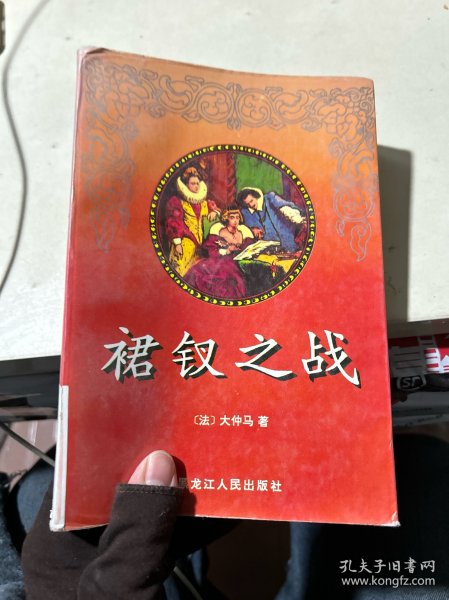 裙钗之战
〔法〕大仲马 著
龙江人民出版社
孔夫子旧书网
www.kongfz.com